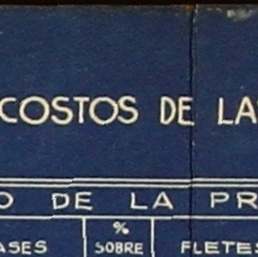 COSTOS DE LA
O DE LA PR
%
ASES SOBRE FLETES